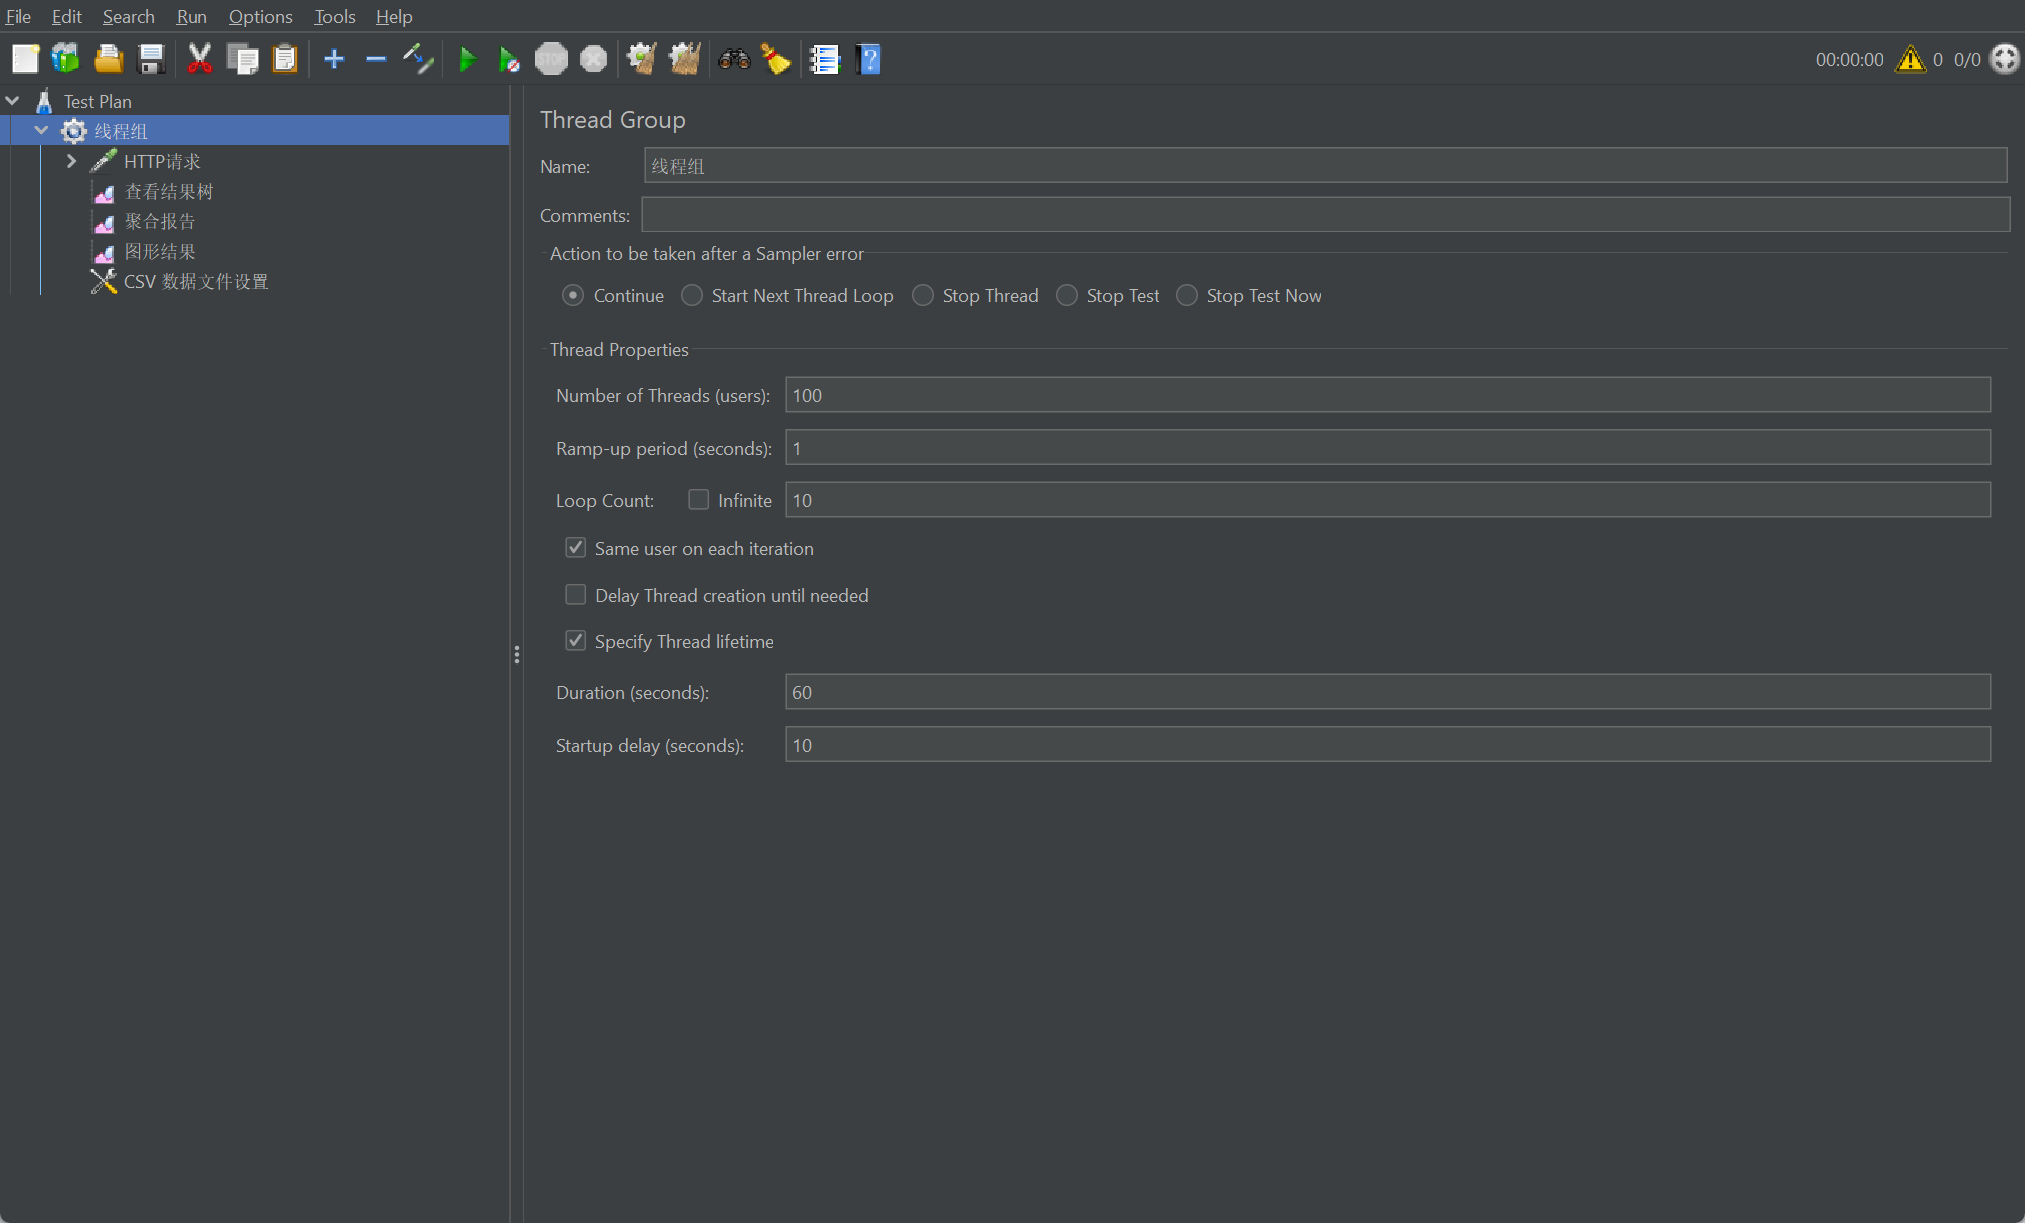 File Edit Search Run Options Tools Help
00:00:00 0 0/0
Test Plan
线程组
HTTP请求
查看结果树
聚合报告
图形结果
CSV 数据文件设置
Thread Group
Name: 线程组
Comments:
Action to be taken after a Sampler error
Continue Start Next Thread Loop Stop Thread Stop Test Stop Test Now
Thread Properties
Number of Threads (users): 100
Ramp-up period (seconds): 1
Loop Count: Infinite 10
Same user on each iteration
Delay Thread creation until needed
Specify Thread lifetime
Duration (seconds): 60
Startup delay (seconds): 10